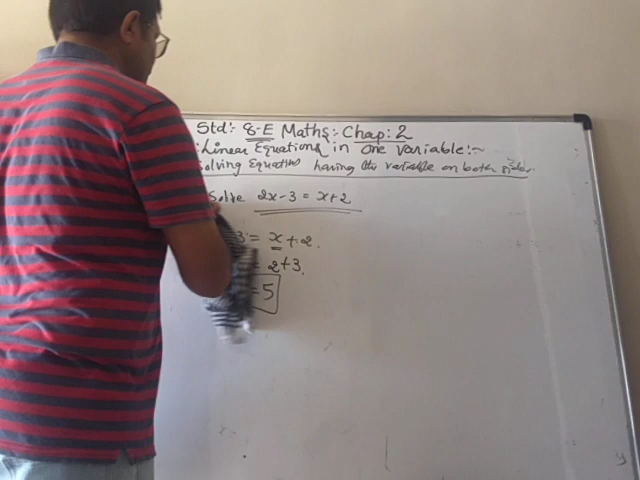 Std:- 8-E Maths:- Chap: 2
:Linear Equations in One Variable:~
solving Equations having the variable on both sides.
Solve 2x-3 = x+2
3 = x + 2.
= 2+3.
= 5
y